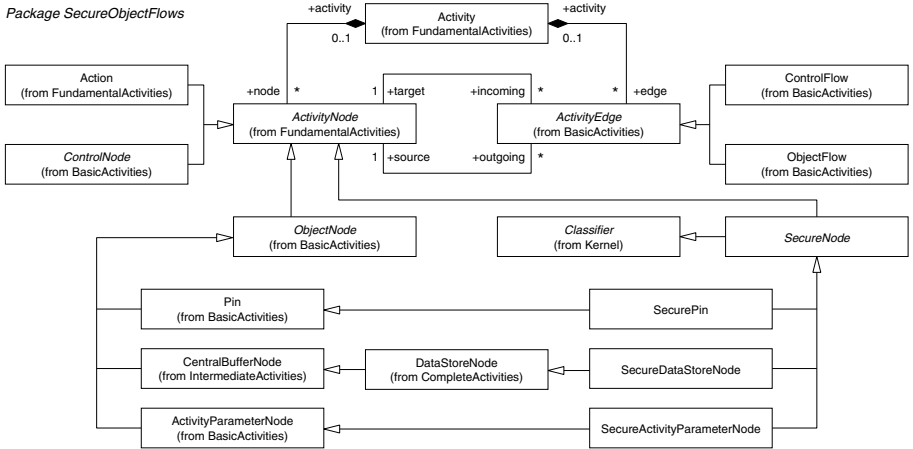 Package SecureObjectFlows
+activity
Activity
(from FundamentalActivities)
+activity
0..1
0..1
Action
(from FundamentalActivities)
+node
*
1
+target
+incoming
*
*
+edge
ControlFlow
(from BasicActivities)
ActivityNode
(from FundamentalActivities)
ActivityEdge
(from BasicActivities)
ControlNode
(from BasicActivities)
1
+source
+outgoing
*
ObjectFlow
(from BasicActivities)
ObjectNode
(from BasicActivities)
Classifier
(from Kernel)
SecureNode
Pin
(from BasicActivities)
SecurePin
CentralBufferNode
(from IntermediateActivities)
DataStoreNode
(from CompleteActivities)
SecureDataStoreNode
ActivityParameterNode
(from BasicActivities)
SecureActivityParameterNode